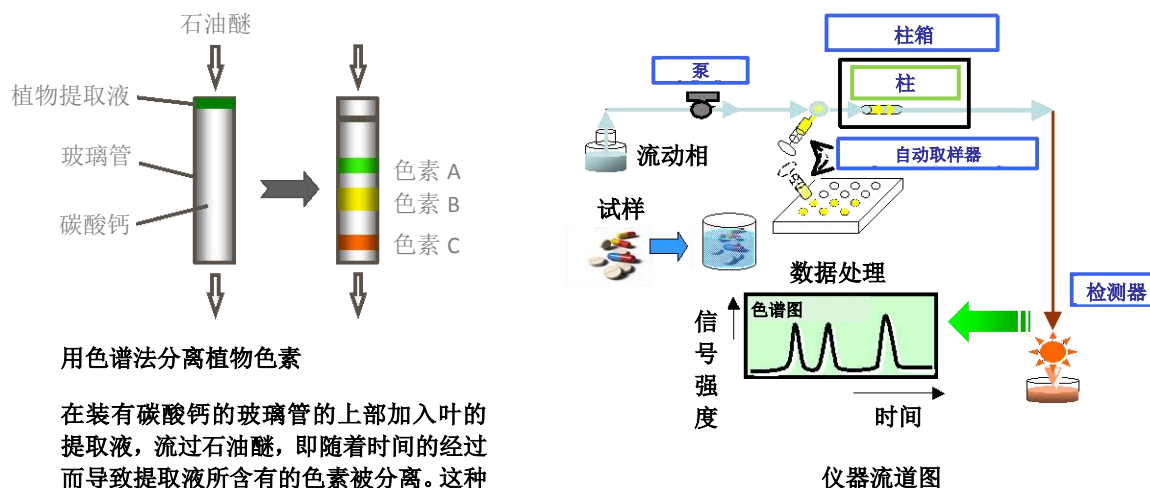 石油醚
植物提取液
玻璃管
碳酸钙
色素 A
色素 B
色素 C
用色谱法分离植物色素
在装有碳酸钙的玻璃管的上部加入叶的
提取液，流过石油醚，即随着时间的经过
而导致提取液所含有的色素被分离。这种
柱箱
泵
柱
流动相
自动取样器
试样
数据处理
检测器
色谱图
信号强度
时间
仪器流道图